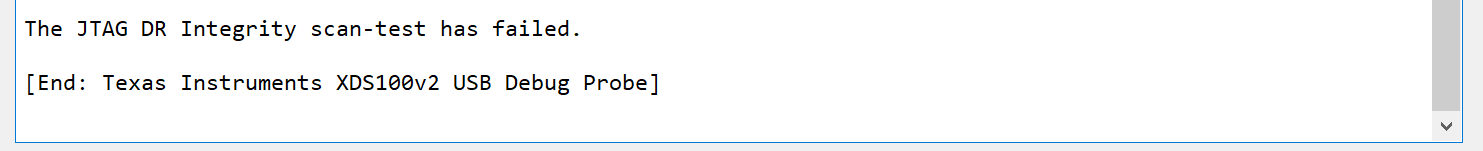 The JTAG DR Integrity scan-test has failed.
[End: Texas Instruments XDS100v2 USB Debug Probe]